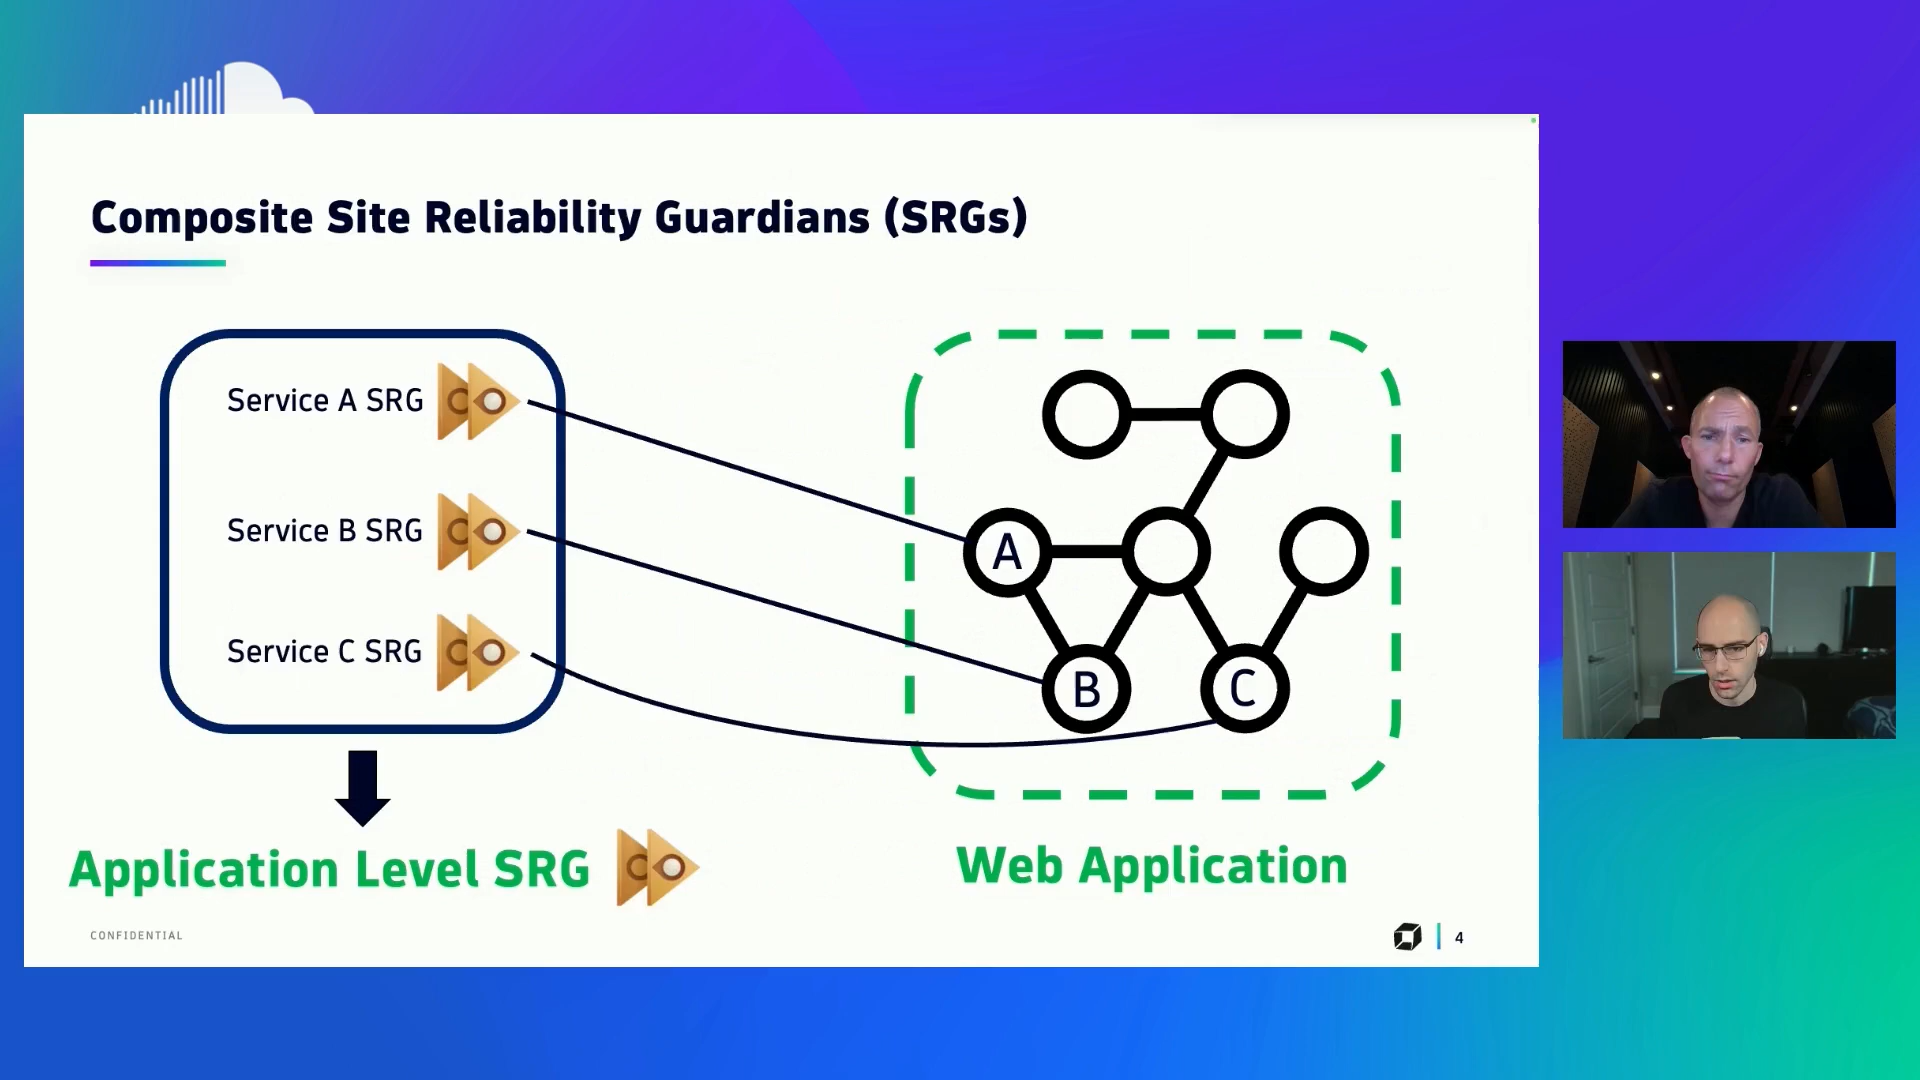 Composite Site Reliability Guardians (SRGs)
Service A SRG
Service B SRG
Service C SRG
A
B
C
Application Level SRG
Web Application
CONFIDENTIAL
4